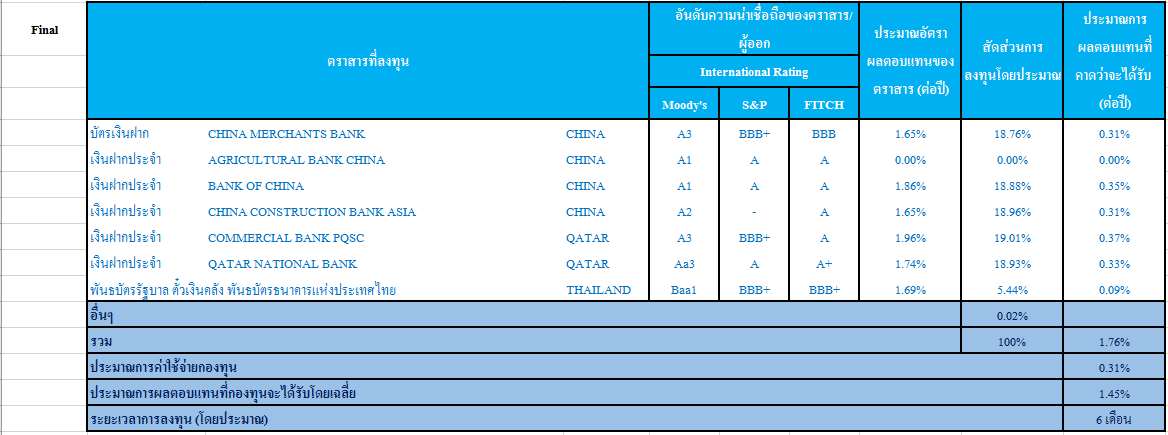 Final
ตราสารที่ลงทุน
อันดับความน่าเชื่อถือของตราสาร/
ผู้ออก
International Rating
Moody's S&P FITCH
ประมาณอัตรา
ผลตอบแทนของ
ตราสาร (ต่อปี)
สัดส่วนการ
ลงทุนโดยประมาณ
ประมาณการ
ผลตอบแทนที่
คาดว่าจะได้รับ
(ต่อปี)
บัตรเงินฝาก CHINA MERCHANTS BANK CHINA A3 BBB+ BBB 1.65% 18.76% 0.31%
เงินฝากประจำ AGRICULTURAL BANK CHINA CHINA A1 A A 0.00% 0.00% 0.00%
เงินฝากประจำ BANK OF CHINA CHINA A1 A A 1.86% 18.88% 0.35%
เงินฝากประจำ CHINA CONSTRUCTION BANK ASIA CHINA A2 - A 1.65% 18.96% 0.31%
เงินฝากประจำ COMMERCIAL BANK PQSC QATAR A3 BBB+ A 1.96% 19.01% 0.37%
เงินฝากประจำ QATAR NATIONAL BANK QATAR Aa3 A A+ 1.74% 18.93% 0.33%
พันธบัตรรัฐบาล ตั๋วเงินคลัง พันธบัตรธนาคารแห่งประเทศไทย THAILAND Baa1 BBB+ BBB+ 1.69% 5.44% 0.09%
อื่นๆ 0.02%
รวม 100% 1.76%
ประมาณการค่าใช้จ่ายกองทุน 0.31%
ประมาณการผลตอบแทนที่กองทุนจะได้รับโดยเฉลี่ย 1.45%
ระยะเวลาการลงทุน (โดยประมาณ) 6 เดือน